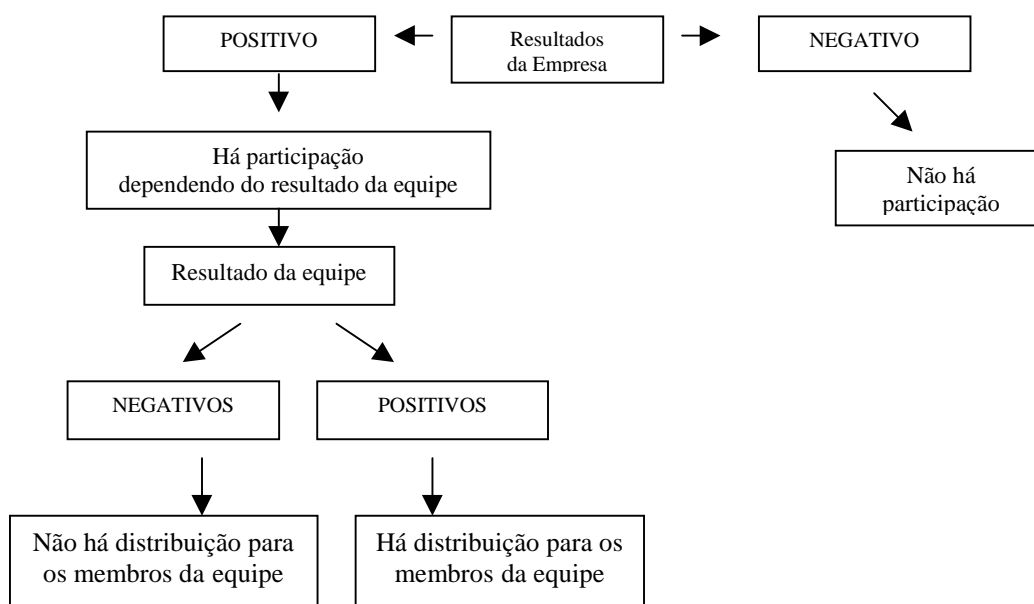 POSITIVO
Resultados
da Empresa
NEGATIVO
Há participação
dependendo do resultado da equipe
Não há
participação
Resultado da equipe
NEGATIVOS
POSITIVOS
Não há distribuição para
os membros da equipe
Há distribuição para os
membros da equipe